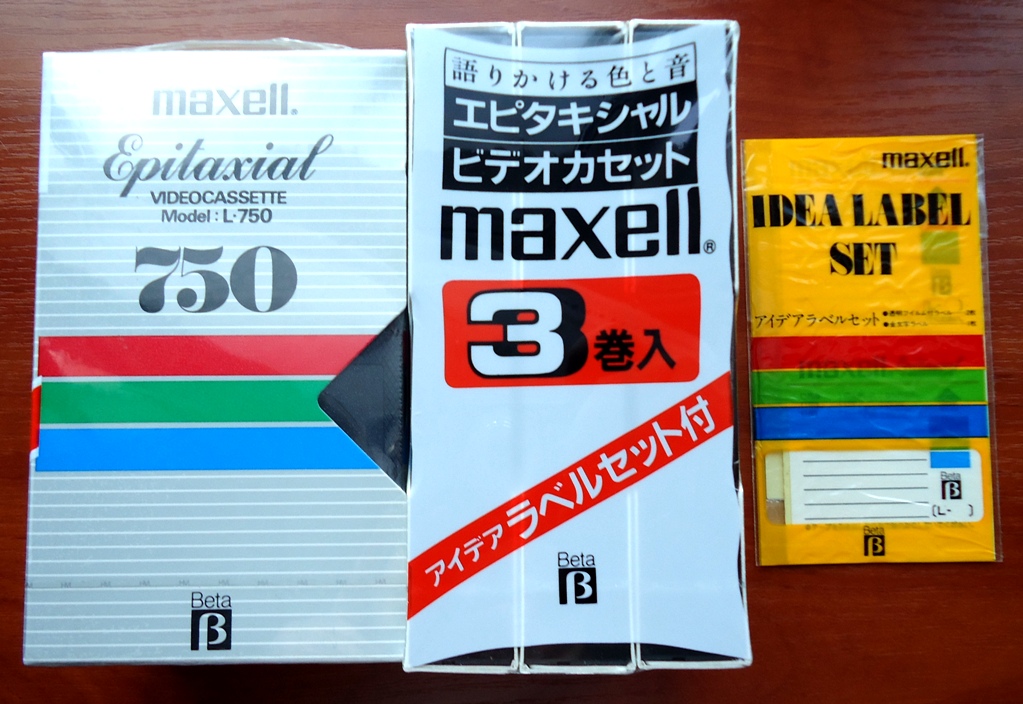 maxell.
Epitaxial
VIDEOCASSETTE
Model : L-750
750
Beta
β
語りかける色と音
エピタキシャル
ビデオカセット
maxell®
3巻入
アイデアラベルセット付
Beta
β
maxell.
IDEA LABEL
SET
アイデアラベルセット
Beta
β
(L- )
Beta
β